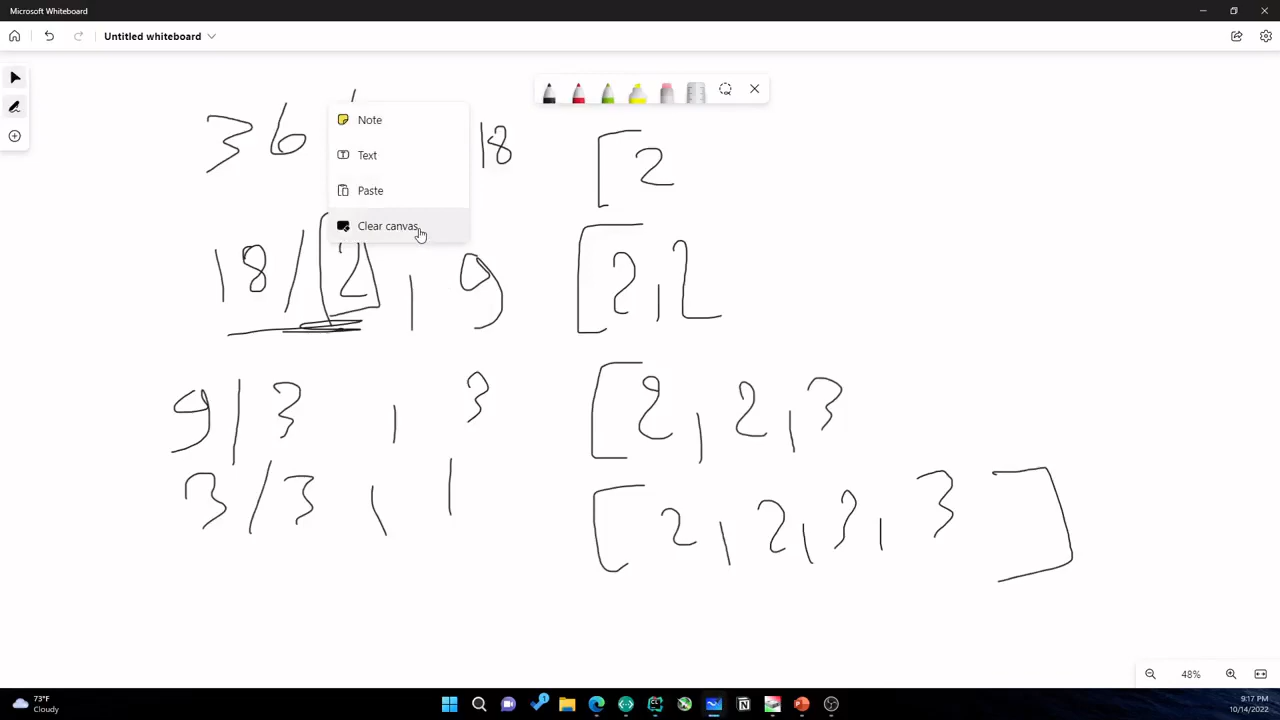 Microsoft Whiteboard
Untitled whiteboard
36 18 [2
Note
Text
Paste
Clear canvas
18/2, 9 [2,2
9/3, 3 [2,2,3
3/3, 1 [2,2,3,3]
48%
73°F
Cloudy
9:17 PM
10/14/2022